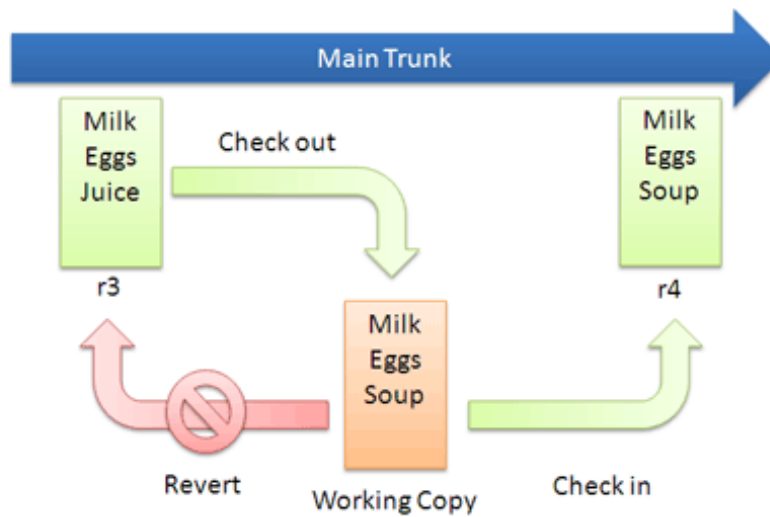 Main Trunk
Milk
Eggs
Juice
r3
Check out
Milk
Eggs
Soup
r4
Milk
Eggs
Soup
Working Copy
Revert
Check in